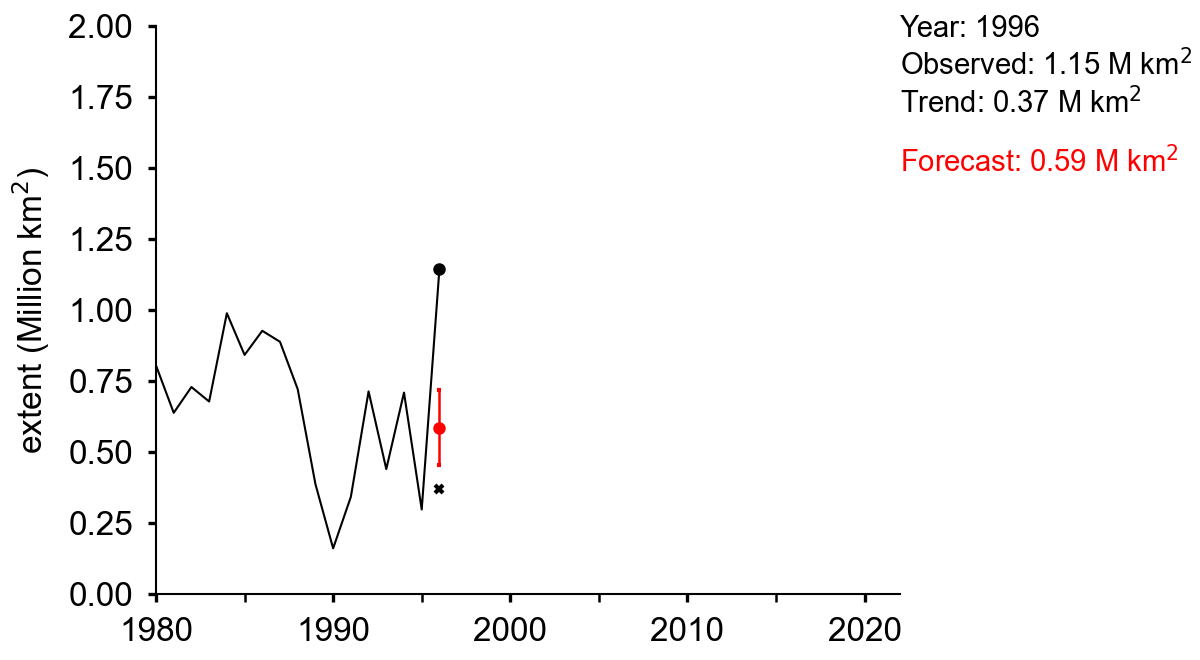 Year: 1996
Observed: 1.15 M km²
Trend: 0.37 M km²
Forecast: 0.59 M km²
extent (Million km²)
2.00
1.75
1.50
1.25
1.00
0.75
0.50
0.25
0.00
1980 1990 2000 2010 2020